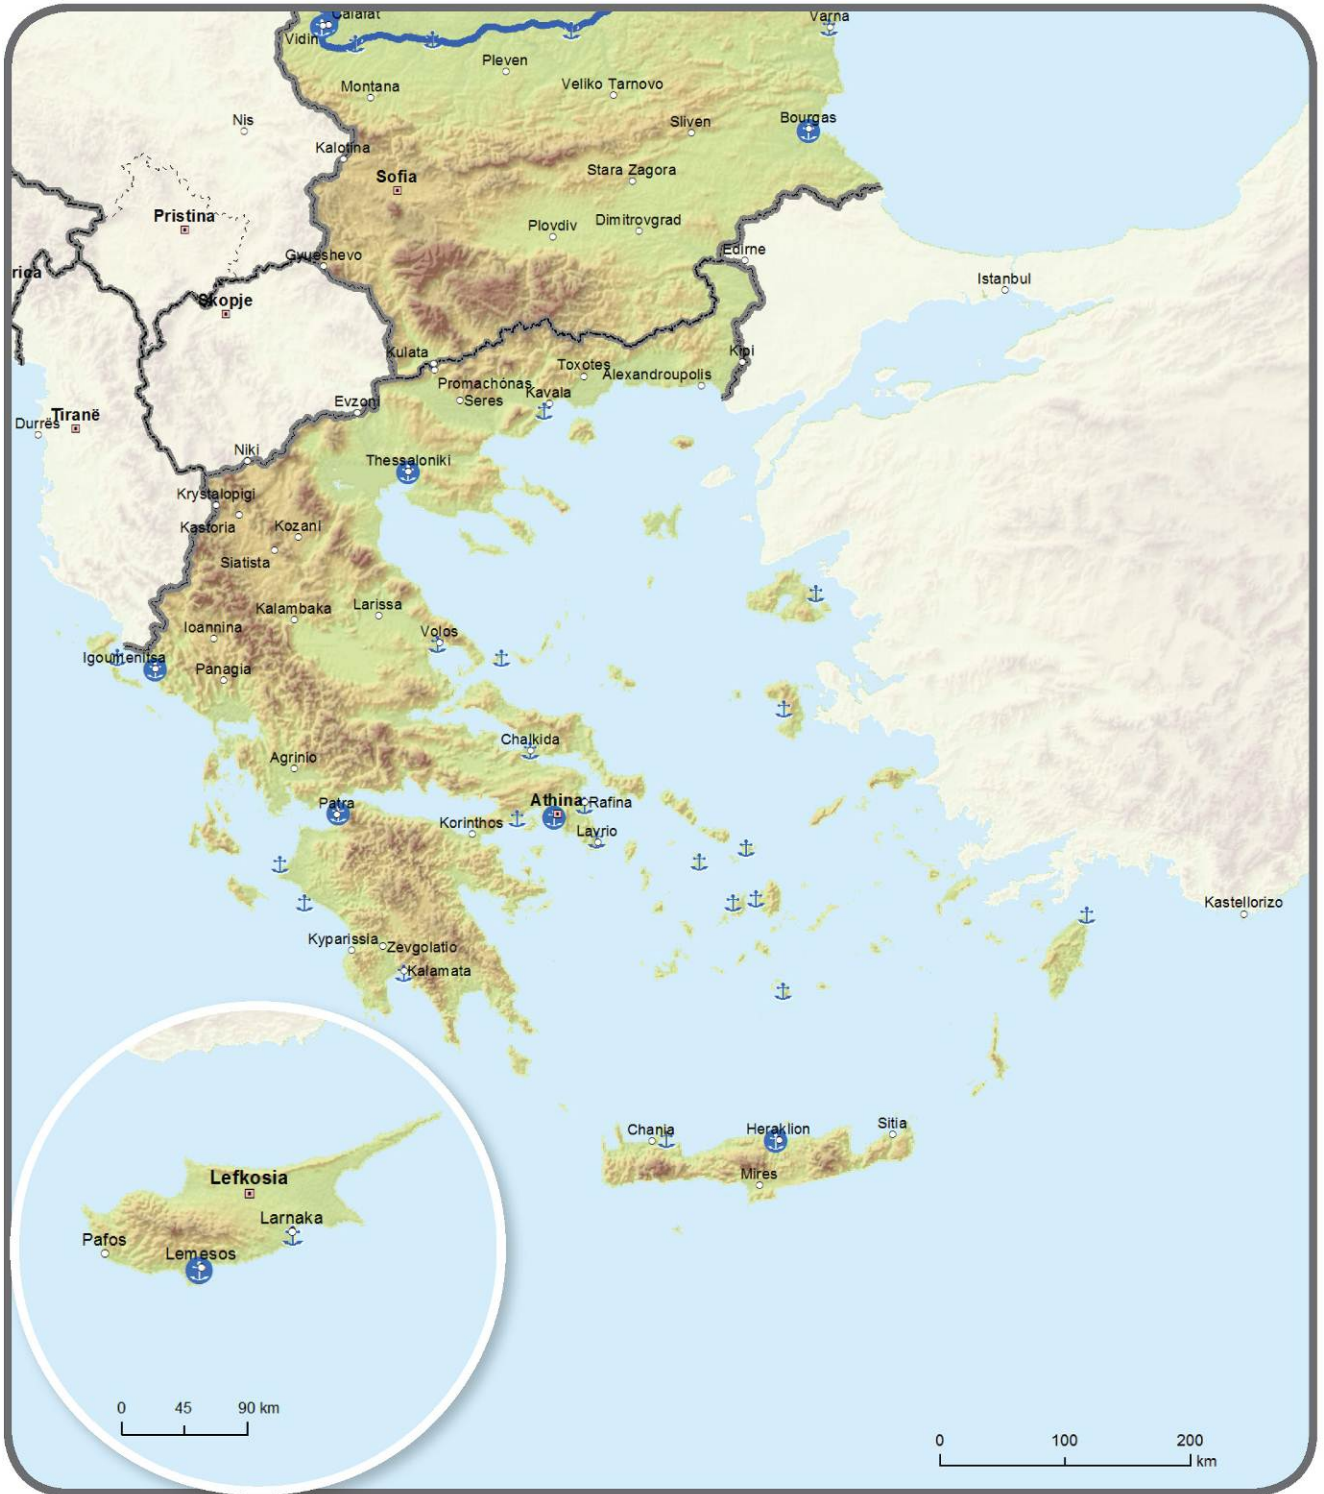 Calafat
Varna
Vidin
Pleven
Montana
Veliko Tarnovo
Nis
Sliven
Bourgas
Kalotina
Sofia
Stara Zagora
Pristina
Plovdiv
Dimitrovgrad
Gyueshevo
Edirne
rica
Istanbul
Skopje
Kulata
Toxotes
Kipi
Promachónas
Alexandroupolis
Evzoni
Seres
Kavala
Durrës
Tiranë
Niki
Thessaloniki
Krystalopigi
Kastoria
Kozani
Siatista
Kalambaka
Larissa
Ioannina
Volos
Igoumenitsa
Panagia
Chalkida
Agrinio
Patra
Athina
Rafina
Korinthos
Lavrio
Kastellorizo
Kyparissia
Zevgolatio
Kalamata
Chania
Heraklion
Sitia
Mires
Lefkosia
Larnaka
Pafos
Lemesos
0 45 90 km
0 100 200
km